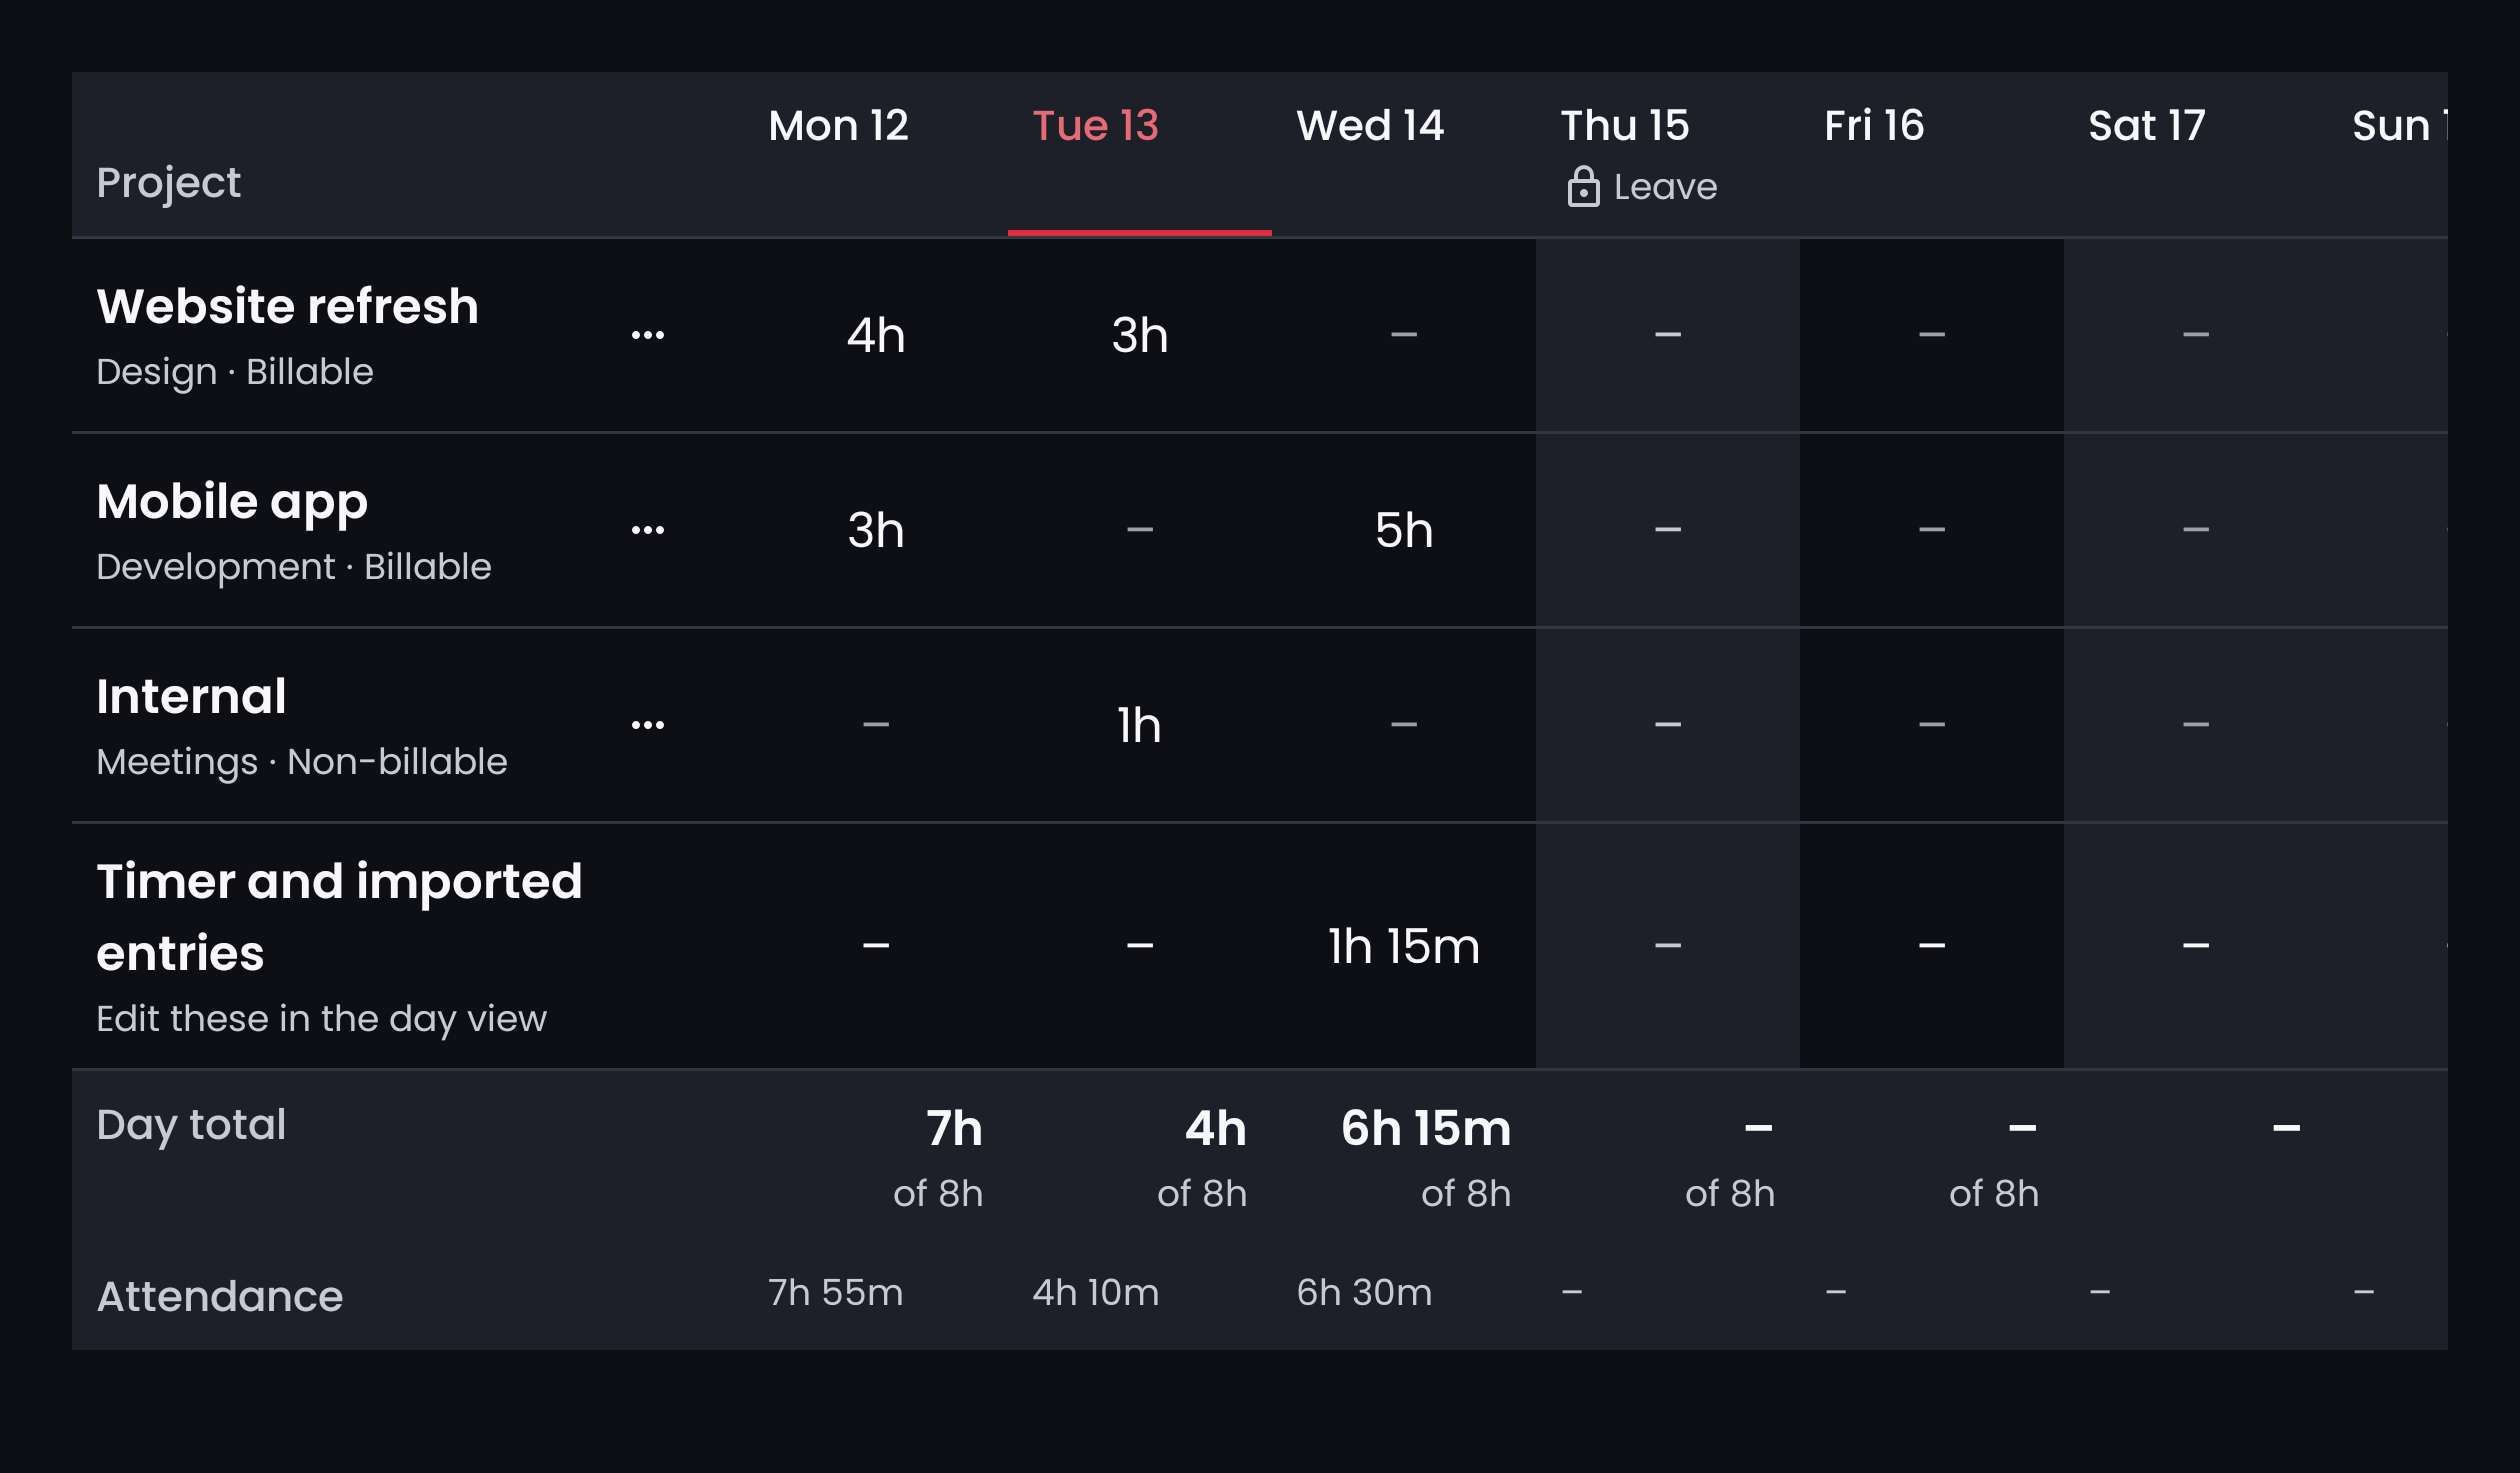 Mon 12 Tue 13 Wed 14 Thu 15 Fri 16 Sat 17 Sun
Project Leave
Website refresh
Design · Billable
4h 3h – – – –
Mobile app
Development · Billable
3h – 5h – – –
Internal
Meetings · Non-billable
– 1h – – – –
Timer and imported
entries
Edit these in the day view
– – 1h 15m – – –
Day total 7h 4h 6h 15m – – –
of 8h of 8h of 8h of 8h of 8h
Attendance 7h 55m 4h 10m 6h 30m – – – –